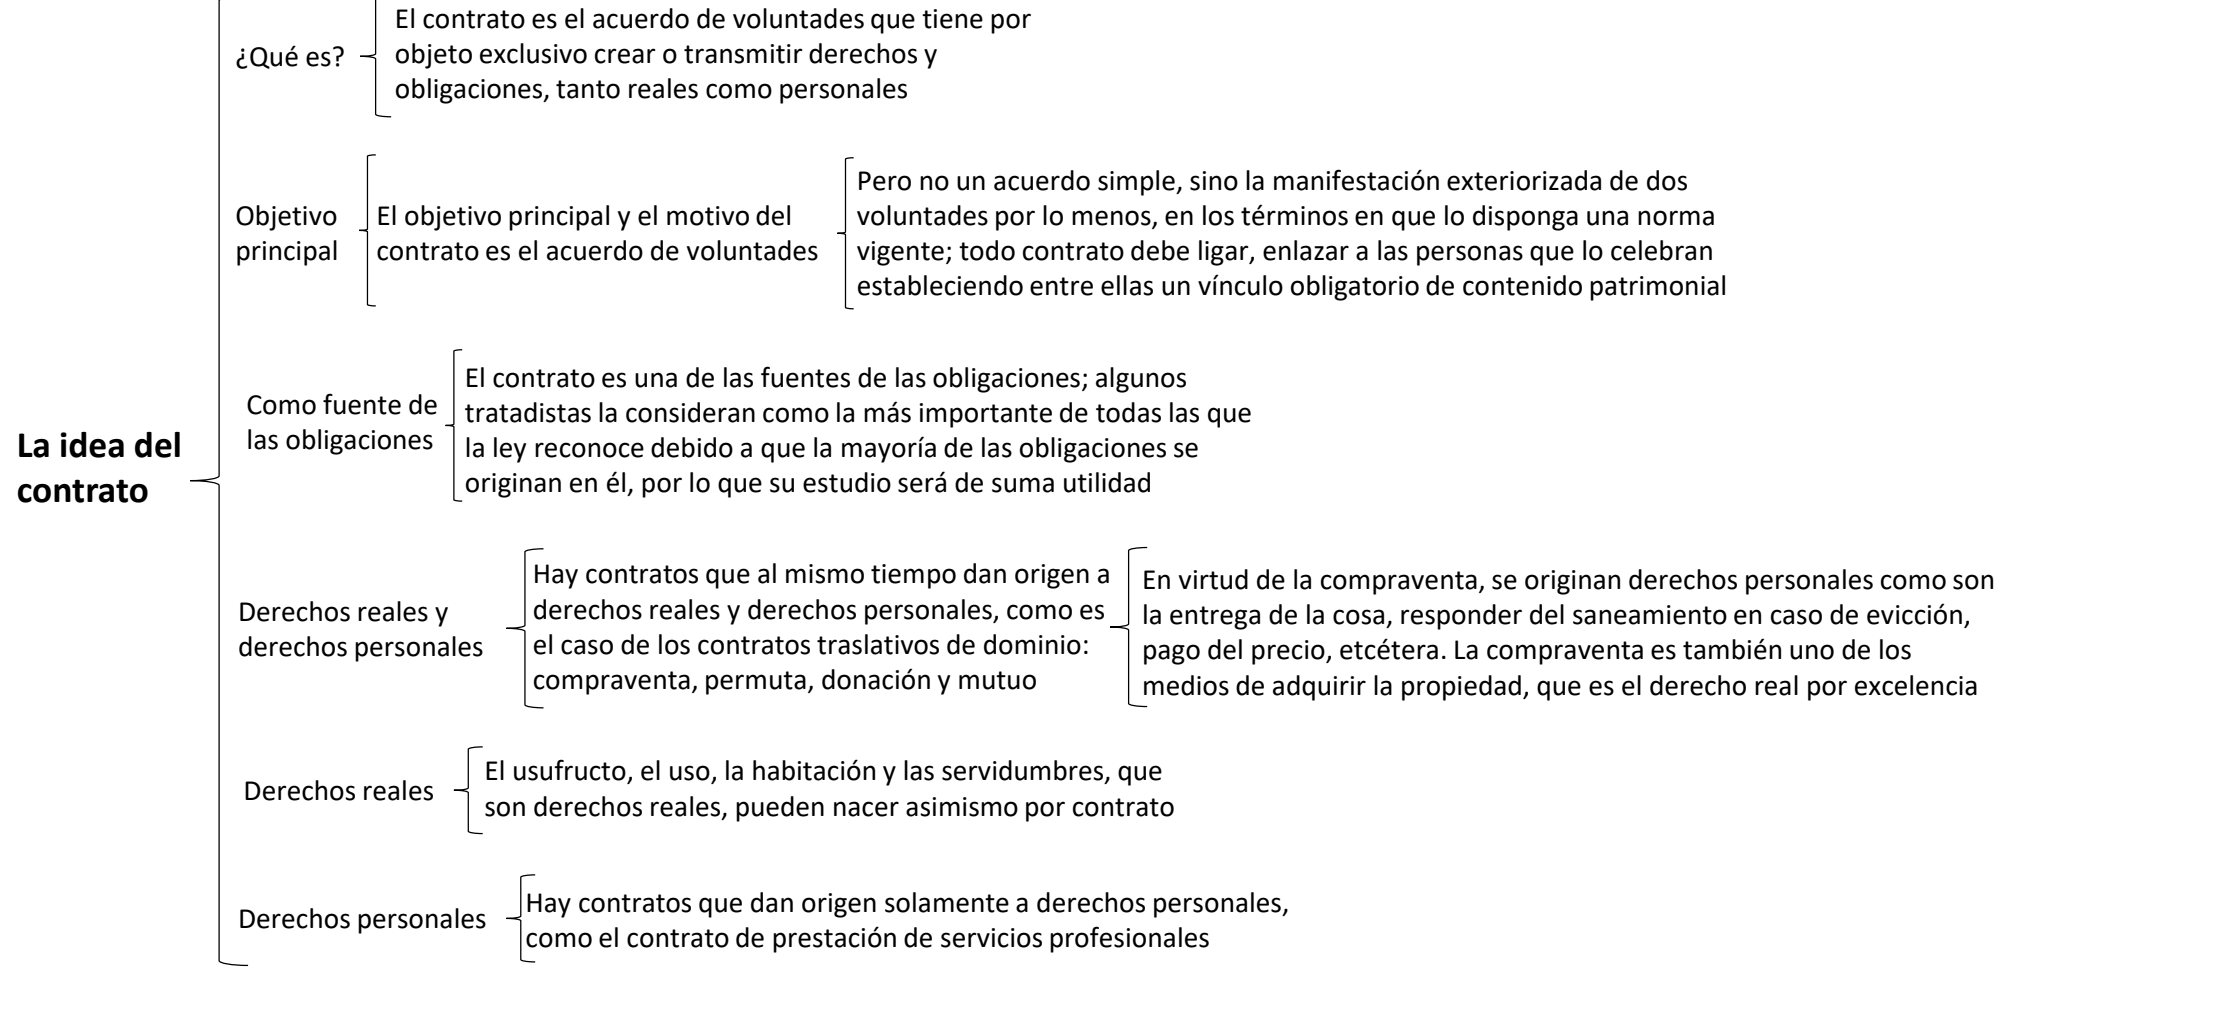 La idea del
contrato
¿Qué es?
El contrato es el acuerdo de voluntades que tiene por
objeto exclusivo crear o transmitir derechos y
obligaciones, tanto reales como personales
Objetivo
principal
El objetivo principal y el motivo del
contrato es el acuerdo de voluntades
Pero no un acuerdo simple, sino la manifestación exteriorizada de dos
voluntades por lo menos, en los términos en que lo disponga una norma
vigente; todo contrato debe ligar, enlazar a las personas que lo celebran
estableciendo entre ellas un vínculo obligatorio de contenido patrimonial
Como fuente de
las obligaciones
El contrato es una de las fuentes de las obligaciones; algunos
tratadistas la consideran como la más importante de todas las que
la ley reconoce debido a que la mayoría de las obligaciones se
originan en él, por lo que su estudio será de suma utilidad
Derechos reales y
derechos personales
Hay contratos que al mismo tiempo dan origen a
derechos reales y derechos personales, como es
el caso de los contratos traslativos de dominio:
compraventa, permuta, donación y mutuo
En virtud de la compraventa, se originan derechos personales como son
la entrega de la cosa, responder del saneamiento en caso de evicción,
pago del precio, etcétera. La compraventa es también uno de los
medios de adquirir la propiedad, que es el derecho real por excelencia
Derechos reales
El usufructo, el uso, la habitación y las servidumbres, que
son derechos reales, pueden nacer asimismo por contrato
Derechos personales
Hay contratos que dan origen solamente a derechos personales,
como el contrato de prestación de servicios profesionales